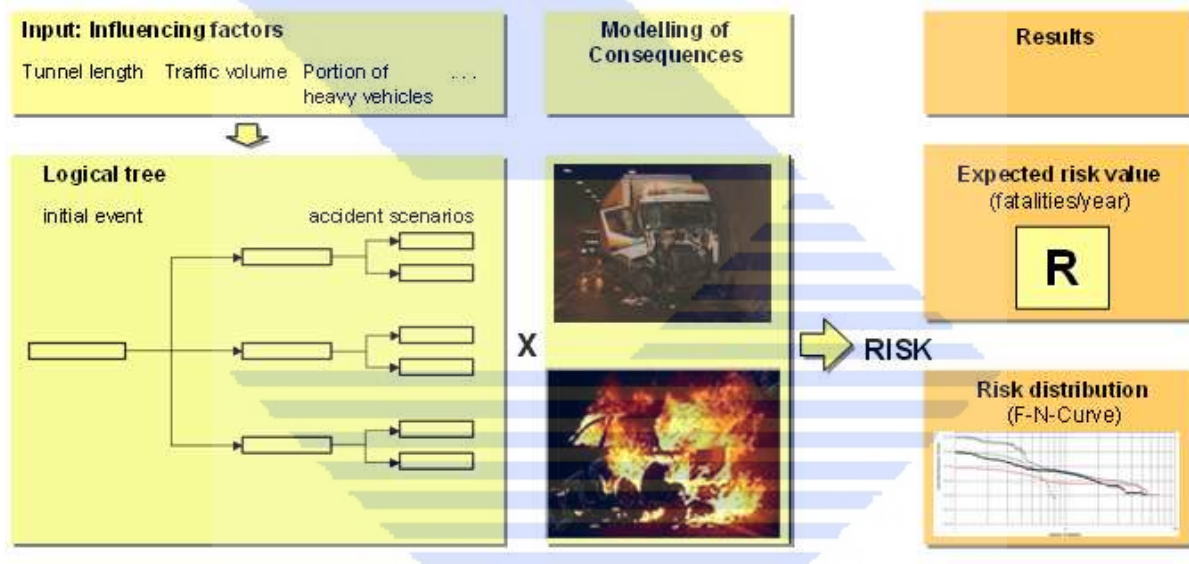 Input: Influencing factors
Tunnel length Traffic volume Portion of heavy vehicles . . .
Modelling of
Consequences
Results
Logical tree
initial event accident scenarios
X
RISK
Expected risk value
(fatalities/year)
R
Risk distribution
(F-N-Curve)